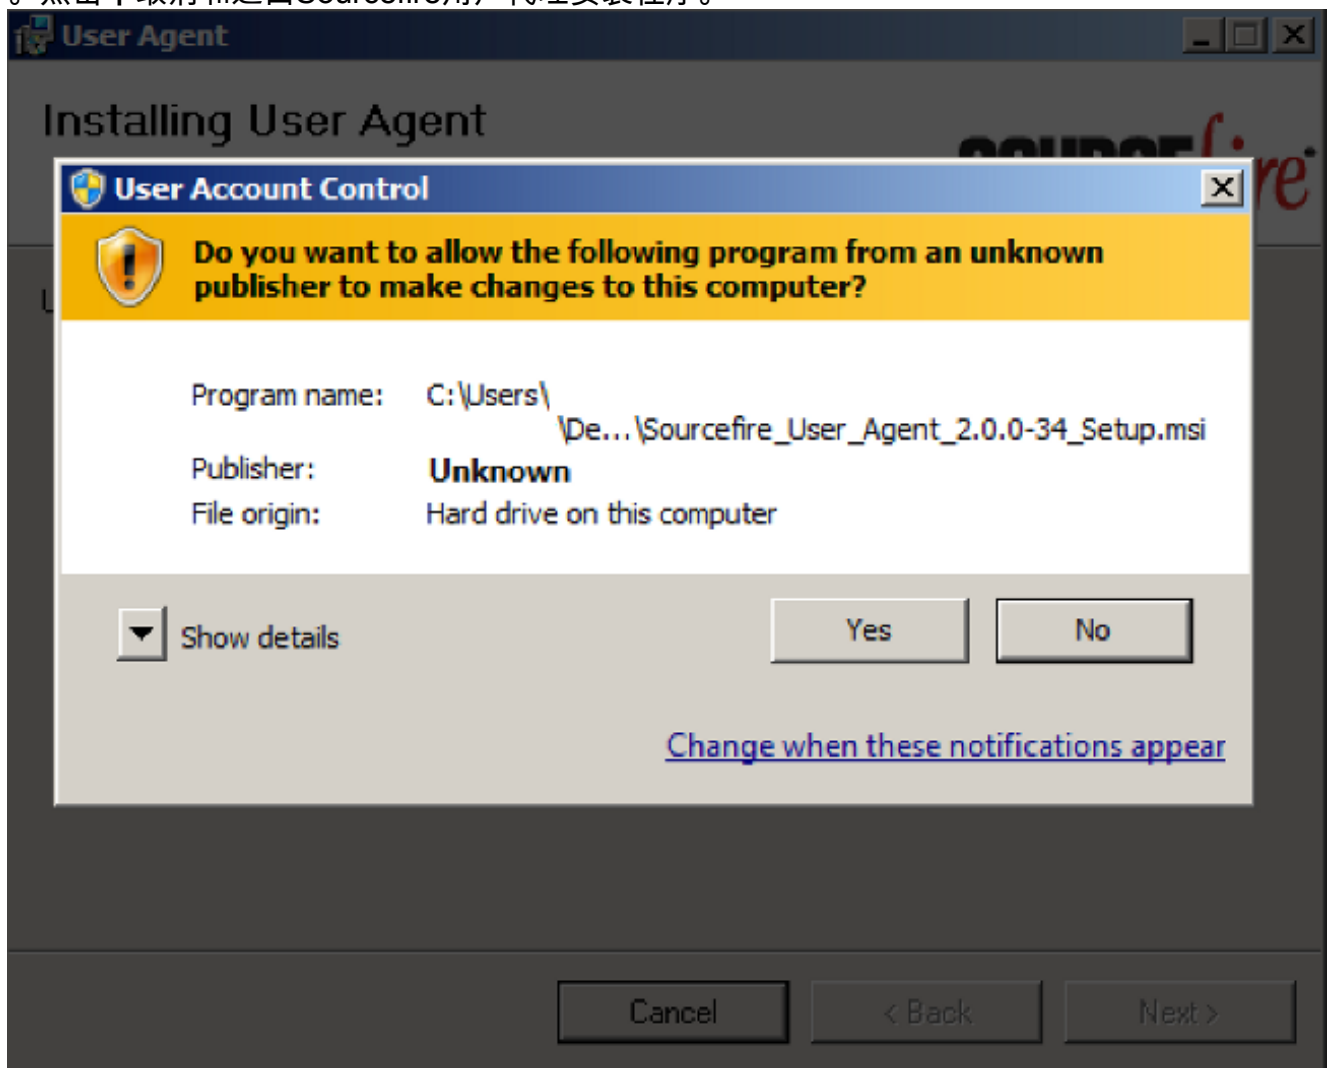 User Agent
Installing User Agent
User Account Control
Do you want to allow the following program from an unknown
publisher to make changes to this computer?
Program name: C:\Users\
\De...\Sourcefire_User_Agent_2.0.0-34_Setup.msi
Publisher: Unknown
File origin: Hard drive on this computer
Show details
Yes
No
Change when these notifications appear
Cancel
< Back
Next >